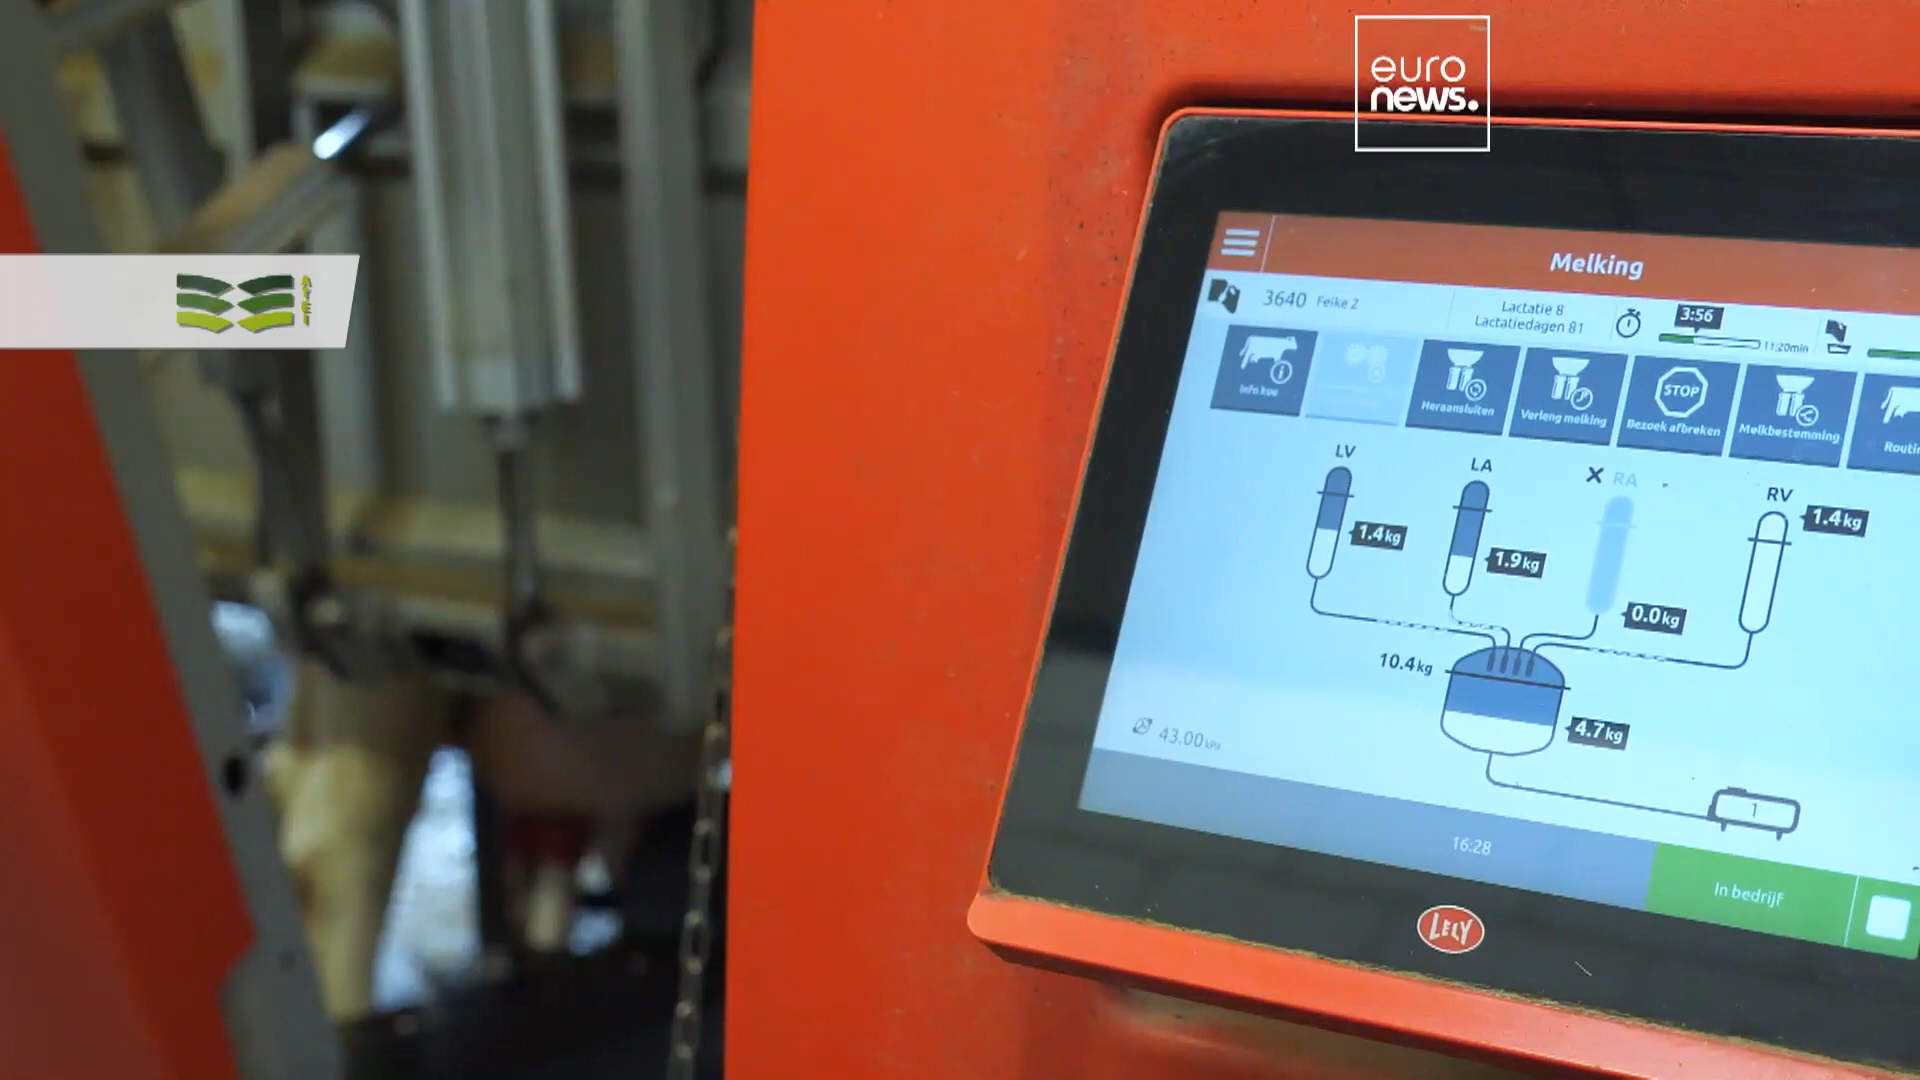 euro
news.
AYET
Melking
3640 Feike 2
Lactatie 8
Lactatiedagen 81
3:56
11:20min
Info koe
Heraansluiten
Verleng melking
STOP
Bezoek afbreken
Melkbestemming
LV
LA
RA
RV
1.4kg
1.9kg
0.0kg
1.4kg
10.4kg
4.7kg
43.00kPa
1
16:28
In bedrijf
LELY